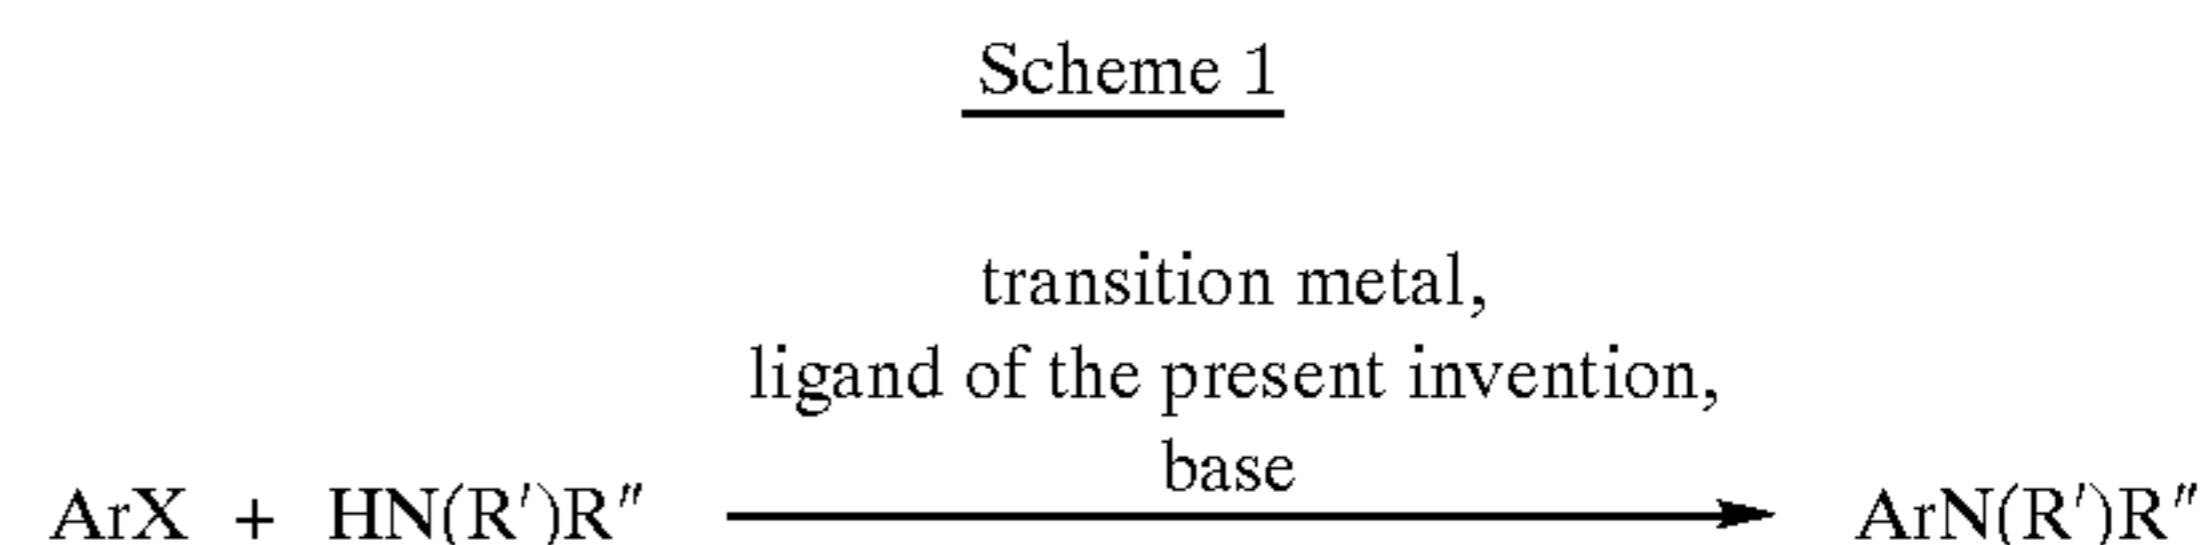 Scheme 1
transition metal,
ligand of the present invention,
base
ArX + HN(R′)R″ ⟶ ArN(R′)R″